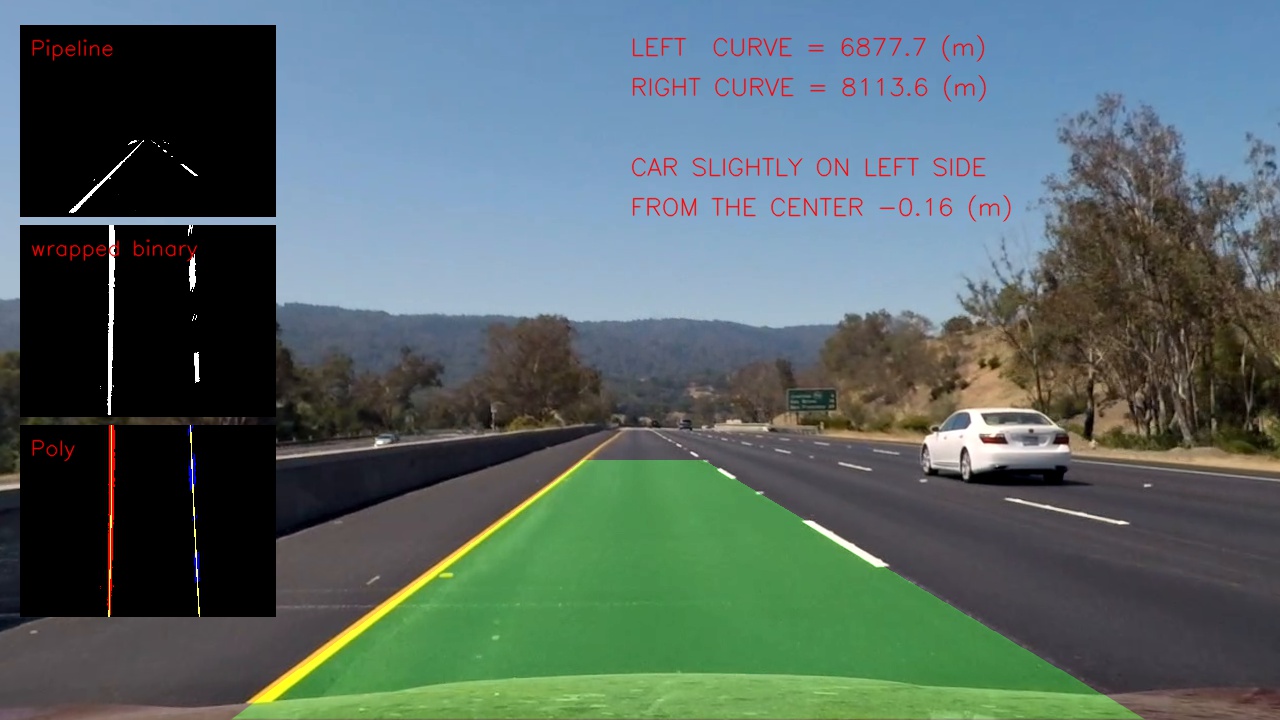 Pipeline
wrapped binary
Poly
LEFT CURVE = 6877.7 (m)
RIGHT CURVE = 8113.6 (m)
CAR SLIGHTLY ON LEFT SIDE
FROM THE CENTER -0.16 (m)